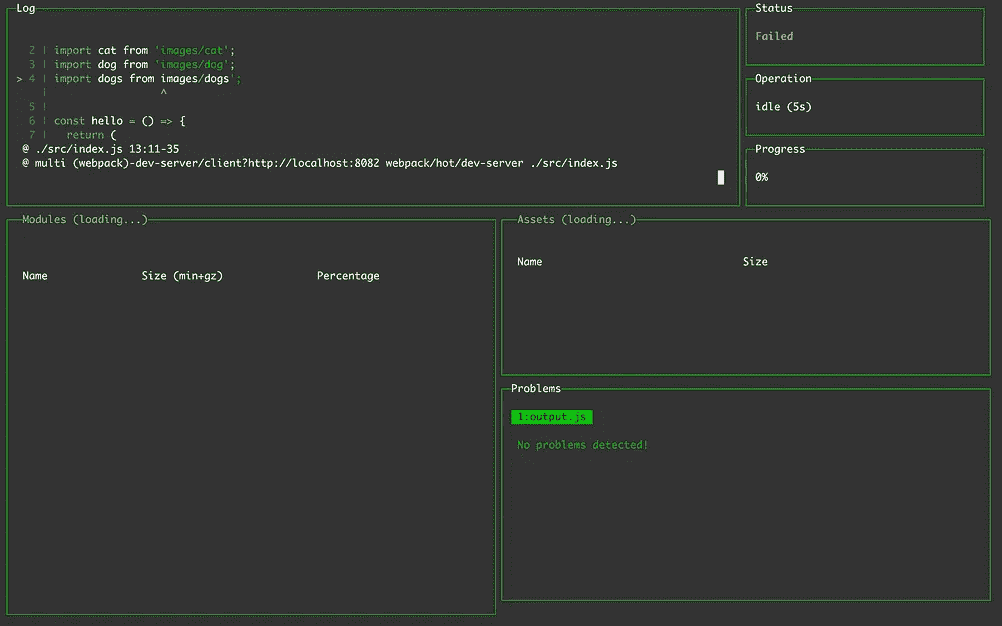 Log
2 | import cat from 'images/cat';
3 | import dog from 'images/dog';
> 4 | import dogs from images/dogs';
| ^
5 |
6 | const hello = () => {
7 | return (
@ ./src/index.js 13:11-35
@ multi (webpack)-dev-server/client?http://localhost:8082 webpack/hot/dev-server ./src/index.js
Status
Failed
Operation
idle (5s)
Progress
0%
Modules (loading...)
Name Size (min+gz) Percentage
Assets (loading...)
Name Size
Problems
1:output.js
No problems detected!